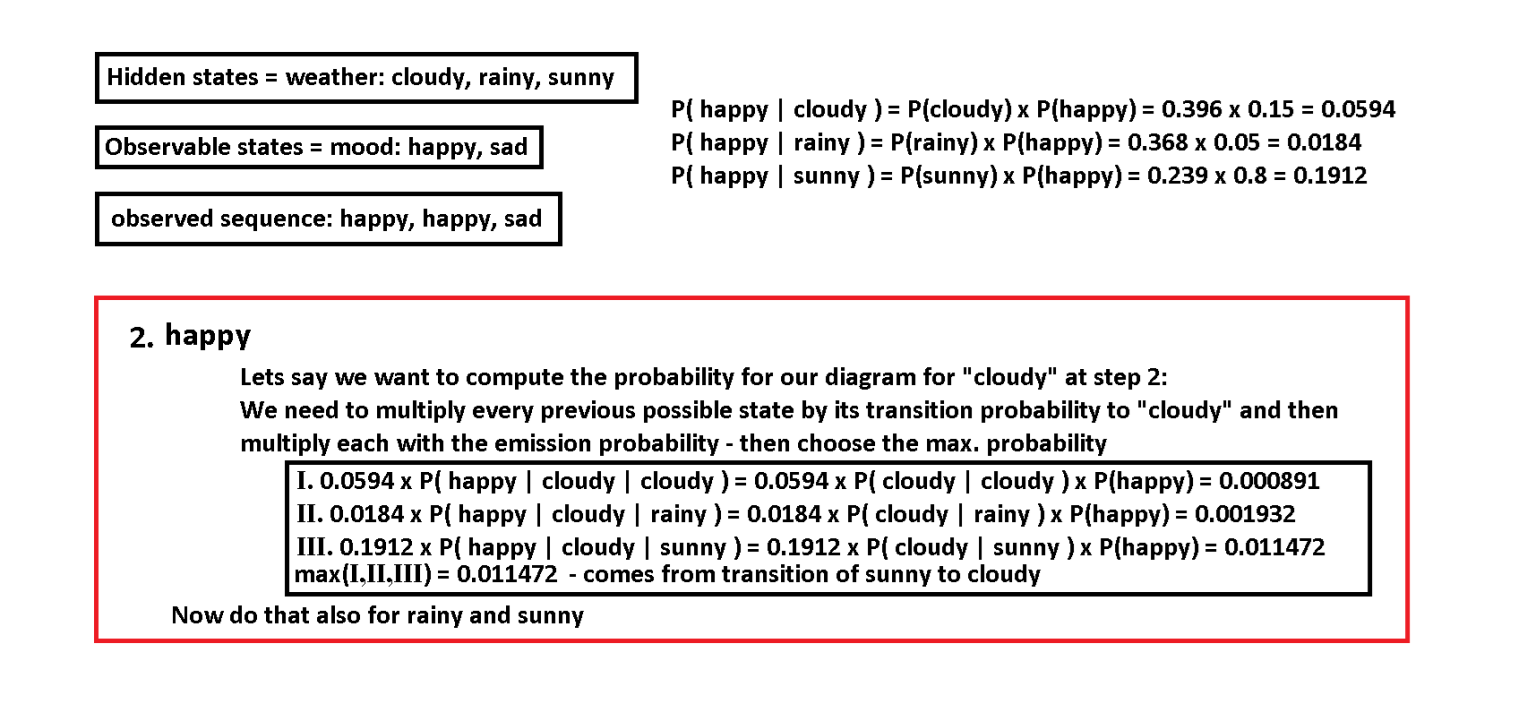 Hidden states = weather: cloudy, rainy, sunny
Observable states = mood: happy, sad
observed sequence: happy, happy, sad
P( happy | cloudy ) = P(cloudy) x P(happy) = 0.396 x 0.15 = 0.0594
P( happy | rainy ) = P(rainy) x P(happy) = 0.368 x 0.05 = 0.0184
P( happy | sunny ) = P(sunny) x P(happy) = 0.239 x 0.8 = 0.1912
2. happy
Lets say we want to compute the probability for our diagram for "cloudy" at step 2:
We need to multiply every previous possible state by its transition probability to "cloudy" and then
multiply each with the emission probability - then choose the max. probability
I. 0.0594 x P( happy | cloudy | cloudy ) = 0.0594 x P( cloudy | cloudy ) x P(happy) = 0.000891
II. 0.0184 x P( happy | cloudy | rainy ) = 0.0184 x P( cloudy | rainy ) x P(happy) = 0.001932
III. 0.1912 x P( happy | cloudy | sunny ) = 0.1912 x P( cloudy | sunny ) x P(happy) = 0.011472
max(I,II,III) = 0.011472 - comes from transition of sunny to cloudy
Now do that also for rainy and sunny